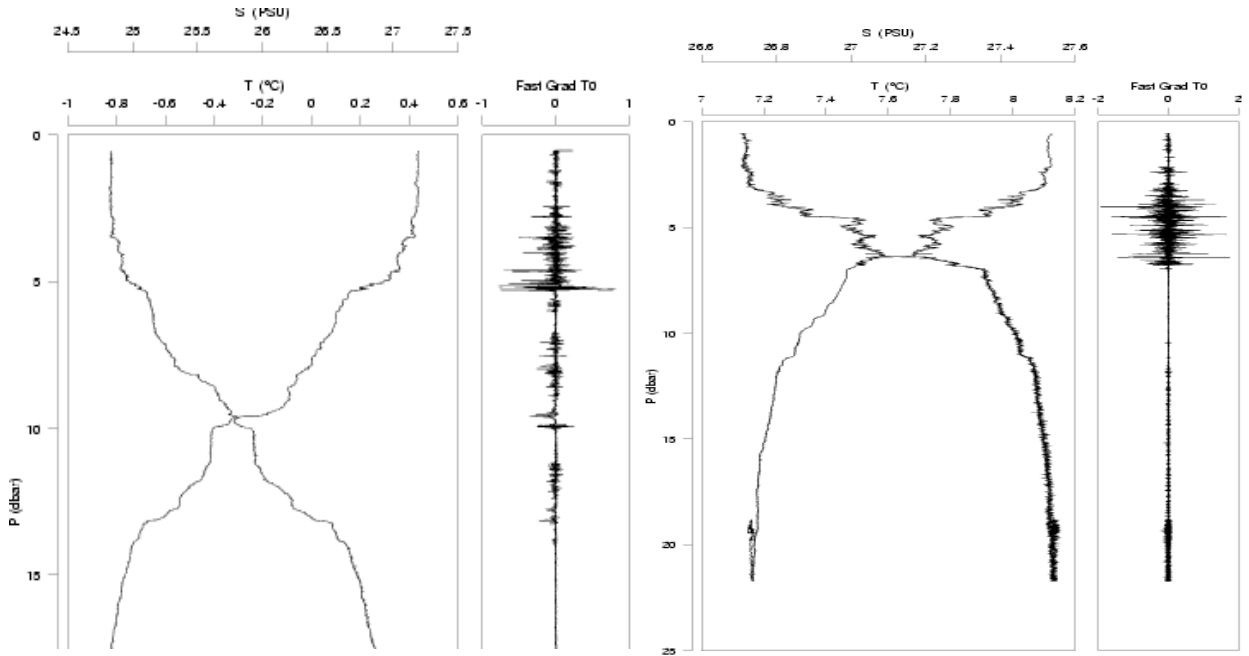 S (PSU)
24.5 25 25.5 26 26.5 27 27.5
T (ºC) Fast Grad T0
-1 -0.8 -0.6 -0.4 -0.2 0 0.2 0.4 0.6 -1 0 1
0
5
10
15
P (dbar)
S (PSU)
26.6 26.8 27 27.2 27.4 27.6
T (ºC) Fast Grad T0
7 7.2 7.4 7.6 7.8 8 8.2 -2 0 2
0
5
10
15
20
25
P (dbar)